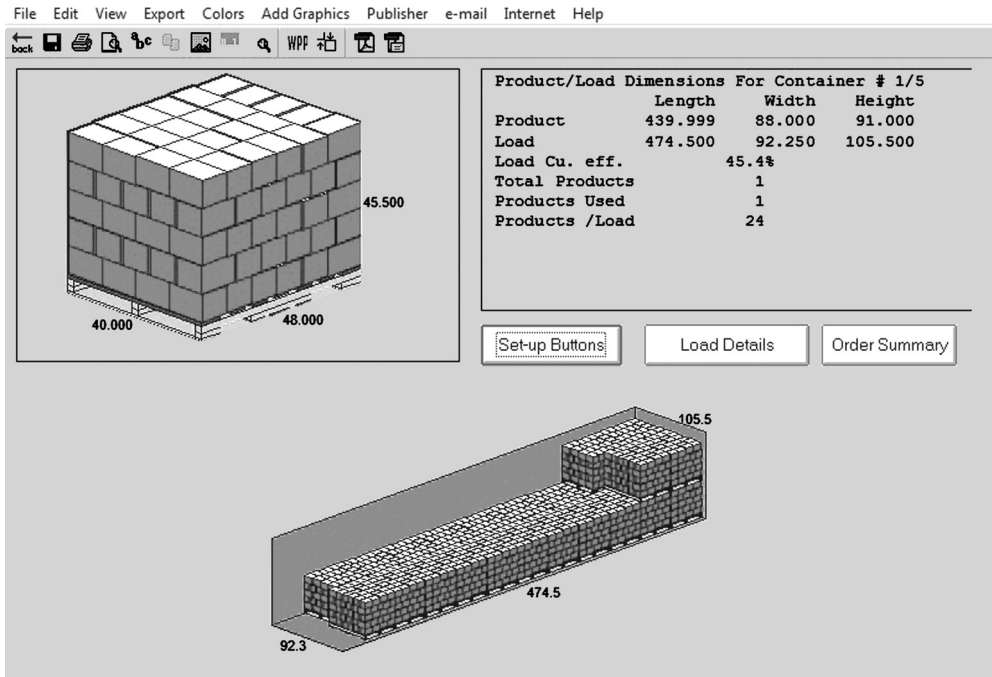 File Edit View Export Colors Add Graphics Publisher e-mail Internet Help
back abc WPF
Product/Load Dimensions For Container # 1/5
Length Width Height
Product 439.999 88.000 91.000
Load 474.500 92.250 105.500
Load Cu. eff. 45.4%
Total Products 1
Products Used 1
Products /Load 24
45.500
40.000
48.000
Set-up Buttons Load Details Order Summary
105.5
474.5
92.3